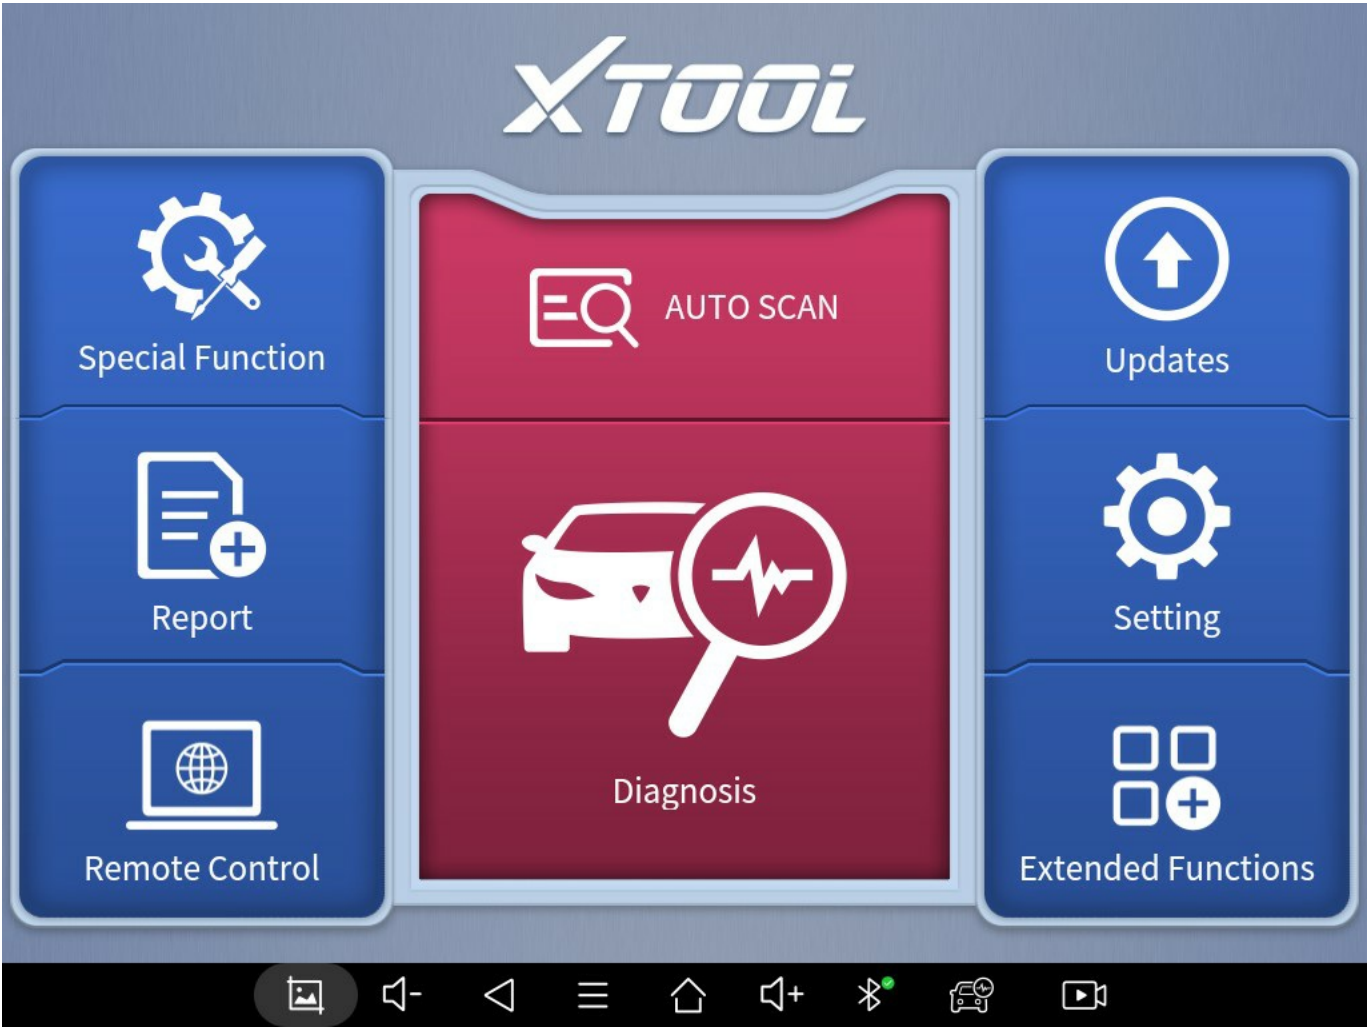 XTOOL
Special Function
AUTO SCAN
Updates
Report
Setting
Diagnosis
Remote Control
Extended Functions